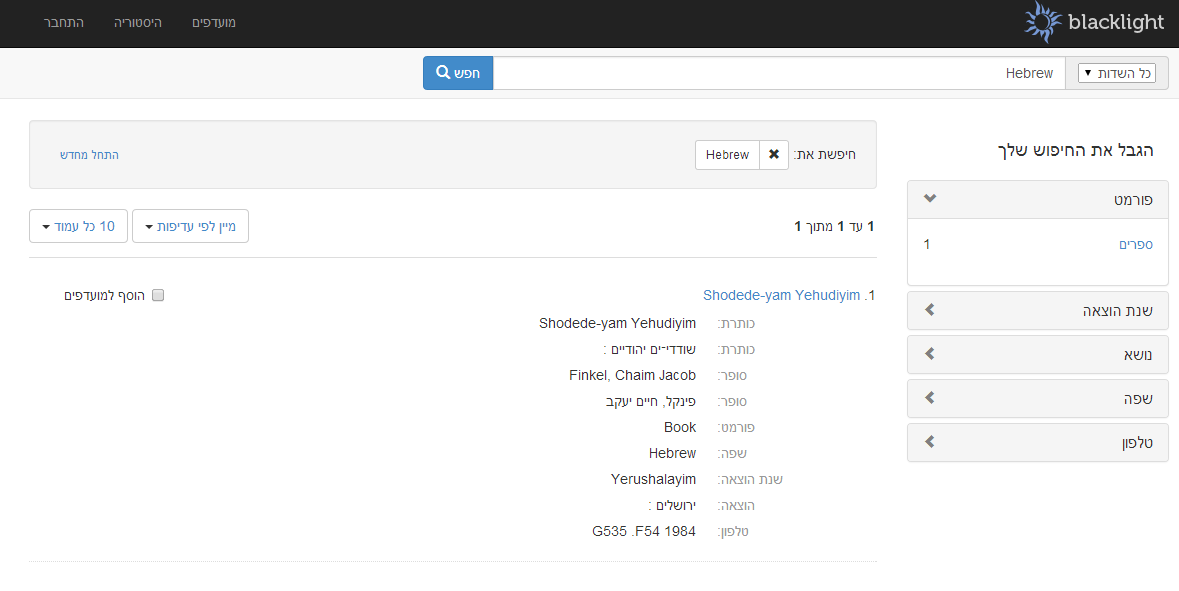 blacklight
מועדפים
היסטוריה
התחבר
כל השדות
Hebrew
חפש
הגבל את החיפוש שלך
פורמט
ספרים 1
שנת הוצאה
נושא
שפה
טלפון
חיפשת את: Hebrew
התחל מחדש
1 עד 1 מתוך 1
מיין לפי עדיפות
10 כל עמוד
1. Shodede-yam Yehudiyim
הוסף למועדפים
כותרת: Shodede-yam Yehudiyim
כותרת: שודדי־ים יהודיים :
סופר: Finkel, Chaim Jacob
סופר: פינקל, חיים יעקב
פורמט: Book
שפה: Hebrew
שנת הוצאה: Yerushalayim
הוצאה: ירושלים :
טלפון: G535 .F54 1984